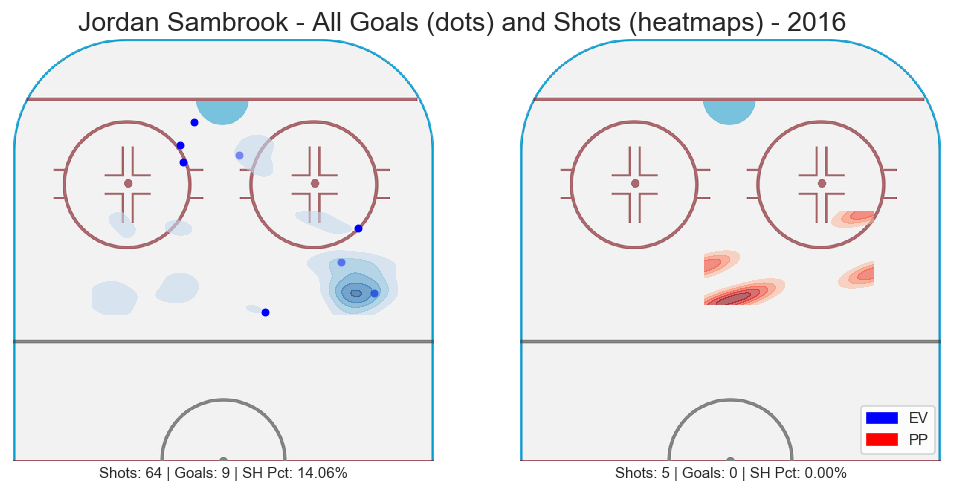 Jordan Sambrook - All Goals (dots) and Shots (heatmaps) - 2016
EV
PP
Shots: 64 | Goals: 9 | SH Pct: 14.06%
Shots: 5 | Goals: 0 | SH Pct: 0.00%